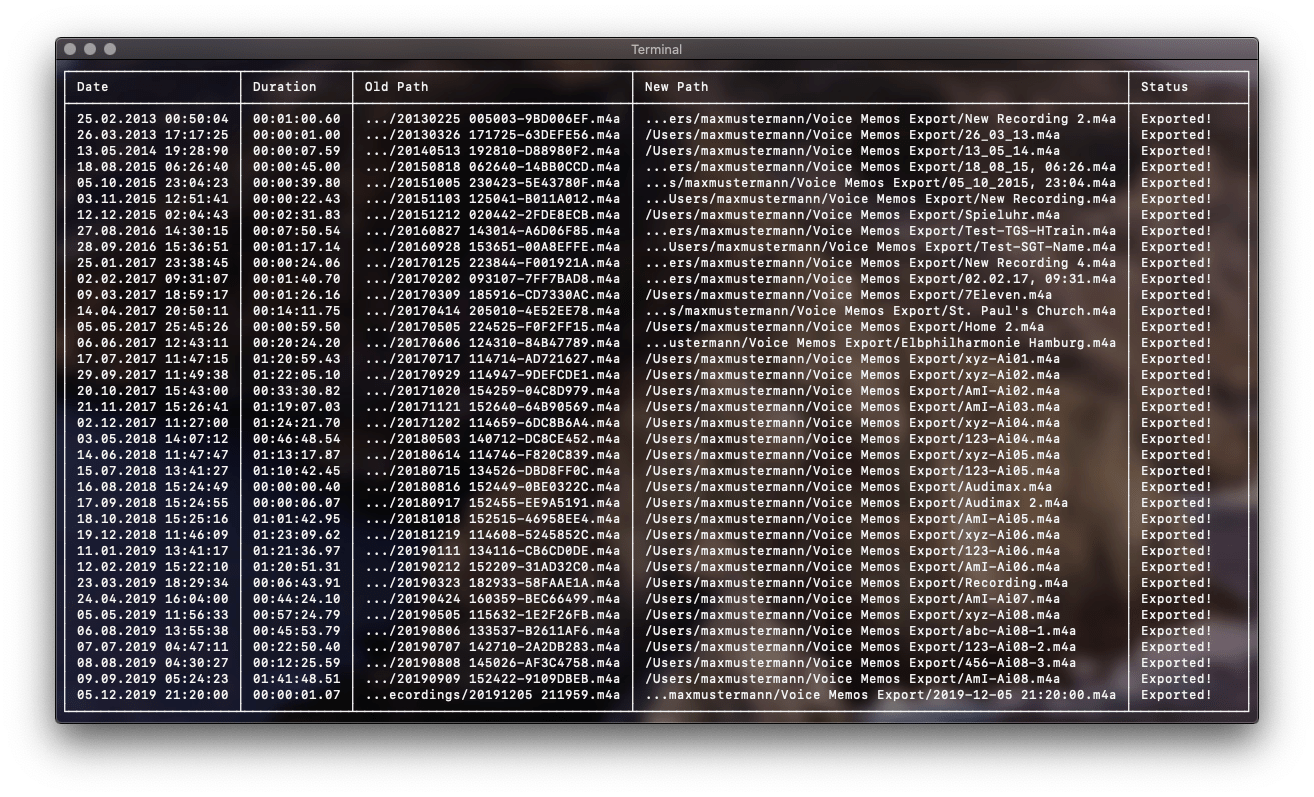 Terminal
Date Duration Old Path New Path Status
25.02.2013 00:50:04 00:01:00.60 .../20130225 005003-9BD006EF.m4a ...ers/maxmustermann/Voice Memos Export/New Recording 2.m4a Exported!
26.03.2013 17:17:25 00:00:01.00 .../20130326 171725-63DEFE56.m4a /Users/maxmustermann/Voice Memos Export/26_03_13.m4a Exported!
13.05.2014 19:28:90 00:00:07.59 .../20140513 192810-D88980F2.m4a /Users/maxmustermann/Voice Memos Export/13_05_14.m4a Exported!
18.08.2015 06:26:40 00:00:45.00 .../20150818 062640-14BB0CCD.m4a ...ers/maxmustermann/Voice Memos Export/18_08_15, 06:26.m4a Exported!
05.10.2015 23:04:23 00:00:39.80 .../20151005 230423-5E43780F.m4a ...s/maxmustermann/Voice Memos Export/05_10_2015, 23:04.m4a Exported!
03.11.2015 12:51:41 00:00:22.43 .../20151103 125041-B011A012.m4a ...Users/maxmustermann/Voice Memos Export/New Recording.m4a Exported!
12.12.2015 02:04:43 00:02:31.83 .../20151212 020442-2FDE8ECB.m4a /Users/maxmustermann/Voice Memos Export/Spieluhr.m4a Exported!
27.08.2016 14:30:15 00:07:50.54 .../20160827 143014-A6D06F85.m4a ...ers/maxmustermann/Voice Memos Export/Test-TGS-HTrain.m4a Exported!
28.09.2016 15:36:51 00:01:17.14 .../20160928 153651-00A8EFFE.m4a ...Users/maxmustermann/Voice Memos Export/Test-SGT-Name.m4a Exported!
25.01.2017 23:38:45 00:00:24.06 .../20170125 223844-F001921A.m4a ...ers/maxmustermann/Voice Memos Export/New Recording 4.m4a Exported!
02.02.2017 09:31:07 00:01:40.70 .../20170202 093107-7FF7BAD8.m4a ...ers/maxmustermann/Voice Memos Export/02.02.17, 09:31.m4a Exported!
09.03.2017 18:59:17 00:01:26.16 .../20170309 185916-CD7330AC.m4a /Users/maxmustermann/Voice Memos Export/7Eleven.m4a Exported!
14.04.2017 20:50:11 00:14:11.75 .../20170414 205010-4E52EE78.m4a ...s/maxmustermann/Voice Memos Export/St. Paul's Church.m4a Exported!
05.05.2017 25:45:26 00:00:59.50 .../20170505 224525-F0F2FF15.m4a /Users/maxmustermann/Voice Memos Export/Home 2.m4a Exported!
06.06.2017 12:43:11 00:20:24.20 .../20170606 124310-84B47789.m4a ...ustermann/Voice Memos Export/Elbphilharmonie Hamburg.m4a Exported!
17.07.2017 11:47:15 01:20:59.43 .../20170717 114714-AD721627.m4a /Users/maxmustermann/Voice Memos Export/xyz-Ai01.m4a Exported!
29.09.2017 11:49:38 01:22:05.10 .../20170929 114947-9DEFCDE1.m4a /Users/maxmustermann/Voice Memos Export/xyz-Ai02.m4a Exported!
20.10.2017 15:43:00 00:33:30.82 .../20171020 154259-04C8D979.m4a /Users/maxmustermann/Voice Memos Export/AmI-Ai02.m4a Exported!
21.11.2017 15:26:41 01:19:07.03 .../20171121 152640-64B90569.m4a /Users/maxmustermann/Voice Memos Export/AmI-Ai03.m4a Exported!
02.12.2017 11:27:00 01:24:21.70 .../20171202 114659-6DC8B6A4.m4a /Users/maxmustermann/Voice Memos Export/xyz-Ai04.m4a Exported!
03.05.2018 14:07:12 00:46:48.54 .../20180503 140712-DC8CE452.m4a /Users/maxmustermann/Voice Memos Export/123-Ai04.m4a Exported!
14.06.2018 11:47:47 01:13:17.87 .../20180614 114746-F820C839.m4a /Users/maxmustermann/Voice Memos Export/xyz-Ai05.m4a Exported!
15.07.2018 13:41:27 01:10:42.45 .../20180715 134526-DBD8FF0C.m4a /Users/maxmustermann/Voice Memos Export/123-Ai05.m4a Exported!
16.08.2018 15:24:49 00:00:00.40 .../20180816 152449-0BE0322C.m4a /Users/maxmustermann/Voice Memos Export/Audimax.m4a Exported!
17.09.2018 15:24:55 00:00:06.07 .../20180917 152455-EE9A5191.m4a /Users/maxmustermann/Voice Memos Export/Audimax 2.m4a Exported!
18.10.2018 15:25:16 01:01:42.95 .../20181018 152515-46958EE4.m4a /Users/maxmustermann/Voice Memos Export/AmI-Ai05.m4a Exported!
19.12.2018 11:46:09 01:23:09.62 .../20181219 114608-5245852C.m4a /Users/maxmustermann/Voice Memos Export/xyz-Ai06.m4a Exported!
11.01.2019 13:41:17 01:21:36.97 .../20190111 134116-CB6CD0DE.m4a /Users/maxmustermann/Voice Memos Export/123-Ai06.m4a Exported!
12.02.2019 15:22:10 01:20:51.31 .../20190212 152209-31AD32C0.m4a /Users/maxmustermann/Voice Memos Export/AmI-Ai06.m4a Exported!
23.03.2019 18:29:34 00:06:43.91 .../20190323 182933-58FAAE1A.m4a /Users/maxmustermann/Voice Memos Export/Recording.m4a Exported!
24.04.2019 16:04:00 00:44:24.10 .../20190424 160359-BEC66499.m4a /Users/maxmustermann/Voice Memos Export/AmI-Ai07.m4a Exported!
05.05.2019 11:56:33 00:57:24.79 .../20190505 115632-1E2F26FB.m4a /Users/maxmustermann/Voice Memos Export/xyz-Ai08.m4a Exported!
06.08.2019 13:55:38 00:45:53.79 .../20190806 133537-B2611AF6.m4a /Users/maxmustermann/Voice Memos Export/abc-Ai08-1.m4a Exported!
07.07.2019 04:47:11 00:22:50.40 .../20190707 142710-2A2DB283.m4a /Users/maxmustermann/Voice Memos Export/123-Ai08-2.m4a Exported!
08.08.2019 04:30:27 00:12:25.59 .../20190808 145026-AF3C4758.m4a /Users/maxmustermann/Voice Memos Export/456-Ai08-3.m4a Exported!
09.09.2019 05:24:23 01:41:48.51 .../20190909 152422-9109DBEB.m4a /Users/maxmustermann/Voice Memos Export/AmI-Ai08.m4a Exported!
05.12.2019 21:20:00 00:00:01.07 ...ecordings/20191205 211959.m4a ...maxmustermann/Voice Memos Export/2019-12-05 21:20:00.m4a Exported!